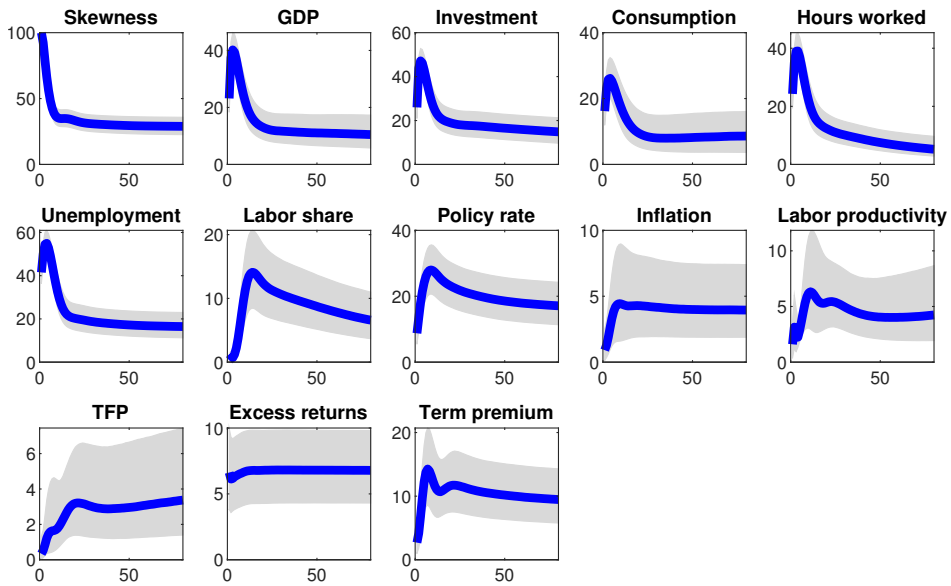 Skewness GDP Investment Consumption Hours worked
100 40 60 40 40
50 20 40 20 20
0 0 20 0 0
0
0 50 0 50 0 50 0 50 0 50
Unemployment Labor share Policy rate Inflation Labor productivity
60 20 40 10 10
40 10 20 5 5
20
0 0 0 0 0
0 50 0 50 0 50 0 50 0 50
TFP Excess returns Term premium
6 10 20
4 5 10
2
0 0 0
0 50 0 50 0 50